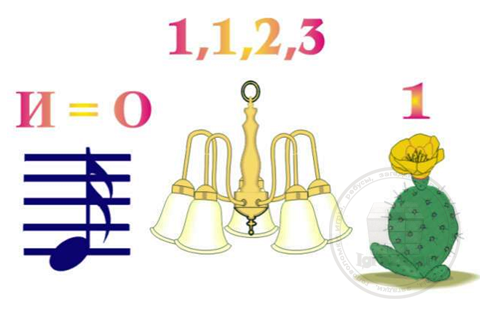 1,1,2,3
И = О
1